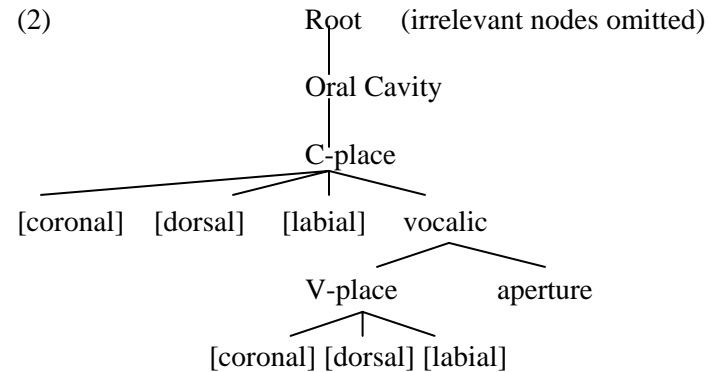 (2) Root (irrelevant nodes omitted)
Oral Cavity
C-place
[coronal] [dorsal] [labial] vocalic
V-place aperture
[coronal] [dorsal] [labial]